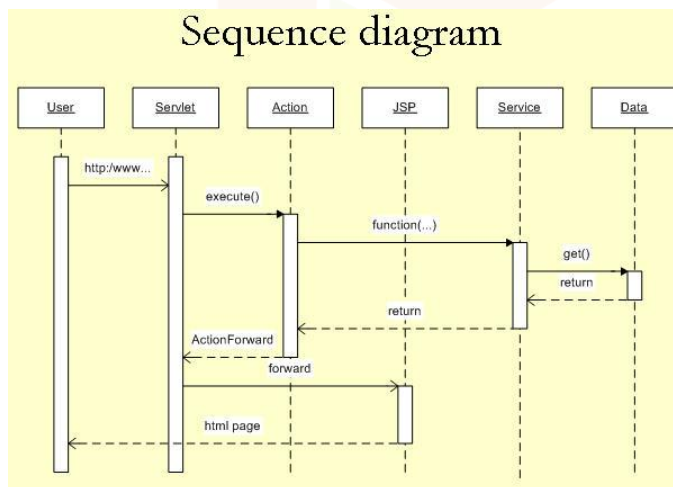 Sequence diagram
User Servlet Action JSP Service Data
http:/www...
execute()
function(...)
get()
return
return
ActionForward
forward
html page